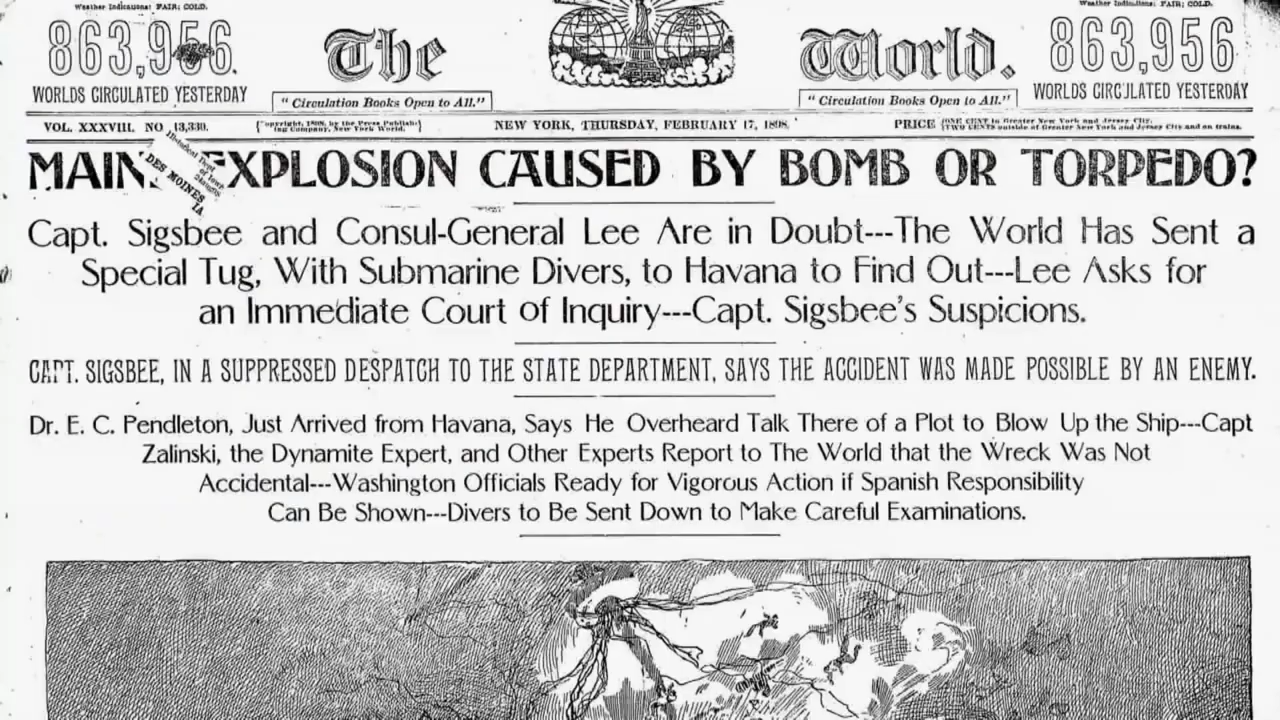 Weather Indications: FAIR; COLD.
863,956.
WORLDS CIRCULATED YESTERDAY
The World.
"Circulation Books Open to All."
"Circulation Books Open to All."
Weather Indications: FAIR; COLD.
863,956
WORLDS CIRCULATED YESTERDAY
VOL. XXXVIII. NO. 13,330.
{Copyright, 1898, by the Press Publish-
ing Company, New York World.}
NEW YORK, THURSDAY, FEBRUARY 17, 1898.
PRICE {ONE CENT in Greater New York and Jersey City.
{TWO CENTS outside of Greater New York and Jersey City and on trains.
Historical
DES MOINES
IA
MAINE EXPLOSION CAUSED BY BOMB OR TORPEDO?
Capt. Sigsbee and Consul-General Lee Are in Doubt---The World Has Sent a
Special Tug, With Submarine Divers, to Havana to Find Out---Lee Asks for
an Immediate Court of Inquiry---Capt. Sigsbee's Suspicions.
CAPT. SIGSBEE, IN A SUPPRESSED DESPATCH TO THE STATE DEPARTMENT, SAYS THE ACCIDENT WAS MADE POSSIBLE BY AN ENEMY.
Dr. E. C. Pendleton, Just Arrived from Havana, Says He Overheard Talk There of a Plot to Blow Up the Ship---Capt
Zalinski, the Dynamite Expert, and Other Experts Report to The World that the Wreck Was Not
Accidental---Washington Officials Ready for Vigorous Action if Spanish Responsibility
Can Be Shown---Divers to Be Sent Down to Make Careful Examinations.